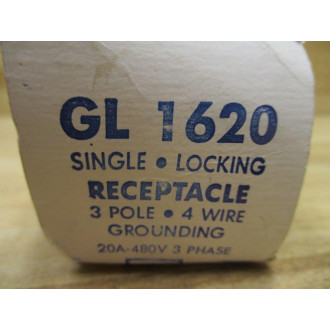 GL 1620
SINGLE • LOCKING
RECEPTACLE
3 POLE • 4 WIRE
GROUNDING
20A-480V 3 PHASE